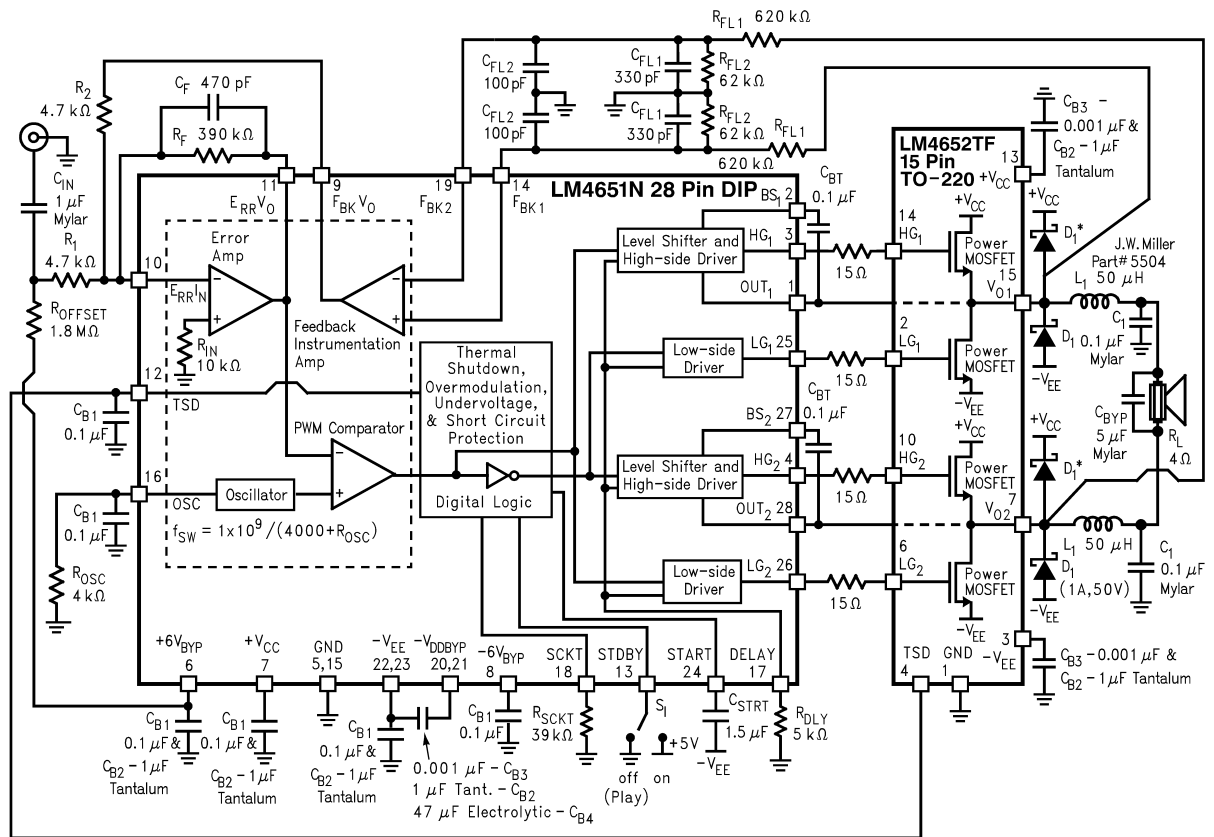 R_FL1 620 kΩ
C_FL2
100 pF
C_FL1
330 pF
R_FL2
62 kΩ
C_FL2
100 pF
C_FL1
330 pF
R_FL2
62 kΩ
R_FL1
620 kΩ
C_F 470 pF
R_F 390 kΩ
R_2
4.7 kΩ
C_IN
1 µF
Mylar
R_1
4.7 kΩ
R_OFFSET
1.8 MΩ
C_B3 -
0.001 µF &
C_B2 - 1 µF
Tantalum
LM4652TF
15 Pin
TO-220
13
+V_CC
11
E_RR V_O
9
F_BK V_O
19
F_BK2
14
F_BK1
LM4651N 28 Pin DIP
C_BT
0.1 µF
BS_1 2
Error
Amp
10
E_RR I_N
R_IN
10 kΩ
Feedback
Instrumentation
Amp
Level Shifter and
High-side Driver
HG_1 3
15Ω
14
HG_1
+V_CC
Power
MOSFET
15
V_O1
OUT_1 1
+V_CC
D_1*
J.W. Miller
Part# 5504
L_1 50 µH
C_1
0.1 µF
Mylar
D_1
-V_EE
Low-side
Driver
LG_1 25
15Ω
2
LG_1
Power
MOSFET
-V_EE
12
TSD
C_B1
0.1 µF
Thermal
Shutdown,
Overmodulation,
Undervoltage,
& Short Circuit
Protection
Digital Logic
C_BT
0.1 µF
BS_2 27
C_BYP
5 µF
Mylar
R_L
4Ω
PWM Comparator
Level Shifter and
High-side Driver
HG_2 4
15Ω
10
HG_2
+V_CC
Power
MOSFET
7
V_O2
+V_CC
D_1*
16
OSC
Oscillator
C_B1
0.1 µF
f_SW = 1x10^9/(4000+R_OSC)
R_OSC
4 kΩ
OUT_2 28
L_1 50 µH
D_1
(1A,50V)
-V_EE
C_1
0.1 µF
Mylar
Low-side
Driver
LG_2 26
15Ω
6
LG_2
Power
MOSFET
-V_EE
+6V_BYP
6
+V_CC
7
GND
5,15
-V_EE
22,23
-V_DDBYP
20,21
-6V_BYP
8
SCKT
18
STDBY
13
START
24
DELAY
17
TSD
4
GND
1
3
-V_EE
C_B3 - 0.001 µF &
C_B2 - 1 µF Tantalum
C_B1
0.1 µF &
C_B2 - 1 µF
Tantalum
C_B1
0.1 µF &
C_B2 - 1 µF
Tantalum
C_B1
0.1 µF &
C_B2 - 1 µF
Tantalum
0.001 µF - C_B3
1 µF Tant. - C_B2
47 µF Electrolytic - C_B4
C_B1
0.1 µF
R_SCKT
39 kΩ
S_1
+5V
off
(Play)
on
C_STRT
1.5 µF
-V_EE
R_DLY
5 kΩ